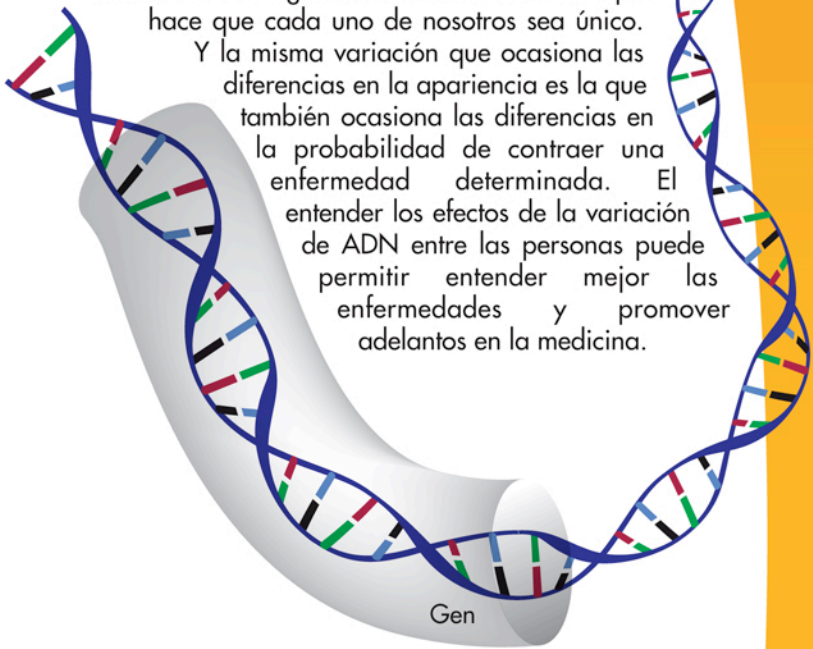 hace que cada uno de nosotros sea único.
Y la misma variación que ocasiona las
diferencias en la apariencia es la que
también ocasiona las diferencias en
la probabilidad de contraer una
enfermedad determinada. El
entender los efectos de la variación
de ADN entre las personas puede
permitir entender mejor las
enfermedades y promover
adelantos en la medicina.
Gen